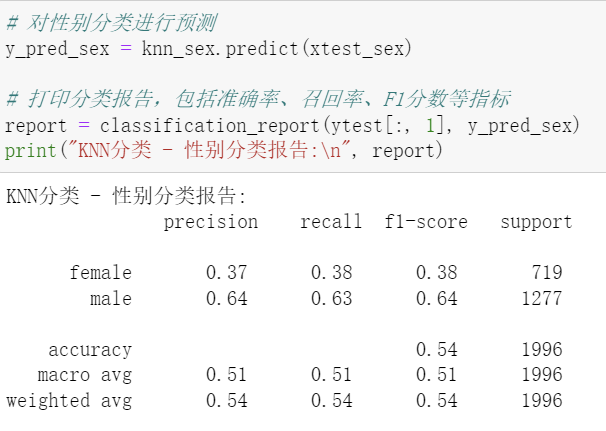 # 对性别分类进行预测
y_pred_sex = knn_sex.predict(xtest_sex)
# 打印分类报告，包括准确率、召回率、F1分数等指标
report = classification_report(ytest[:, 1], y_pred_sex)
print("KNN分类 - 性别分类报告:\n", report)
KNN分类 - 性别分类报告:
precision recall f1-score support
female 0.37 0.38 0.38 719
male 0.64 0.63 0.64 1277
accuracy 0.54 1996
macro avg 0.51 0.51 0.51 1996
weighted avg 0.54 0.54 0.54 1996